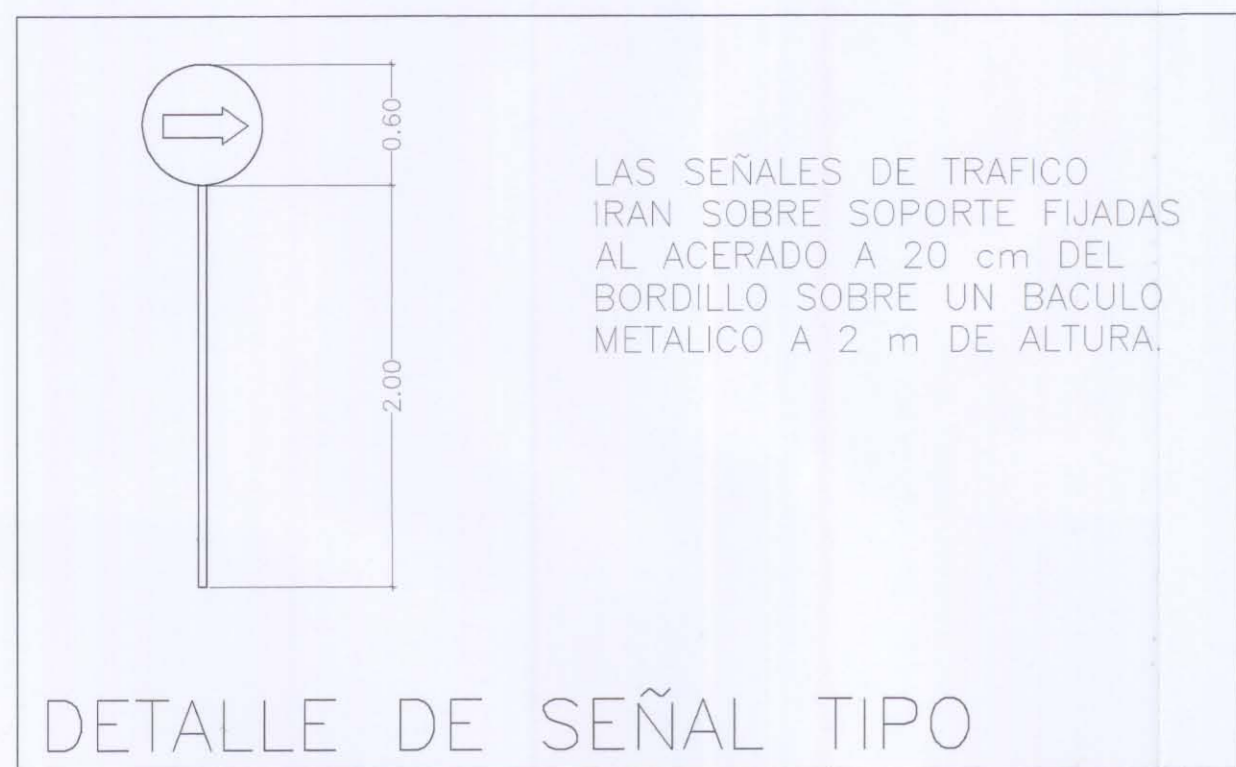 0.60
2.00
LAS SEÑALES DE TRAFICO
IRAN SOBRE SOPORTE FIJADAS
AL ACERADO A 20 cm DEL
BORDILLO SOBRE UN BACULO
METALICO A 2 m DE ALTURA.
DETALLE DE SEÑAL TIPO